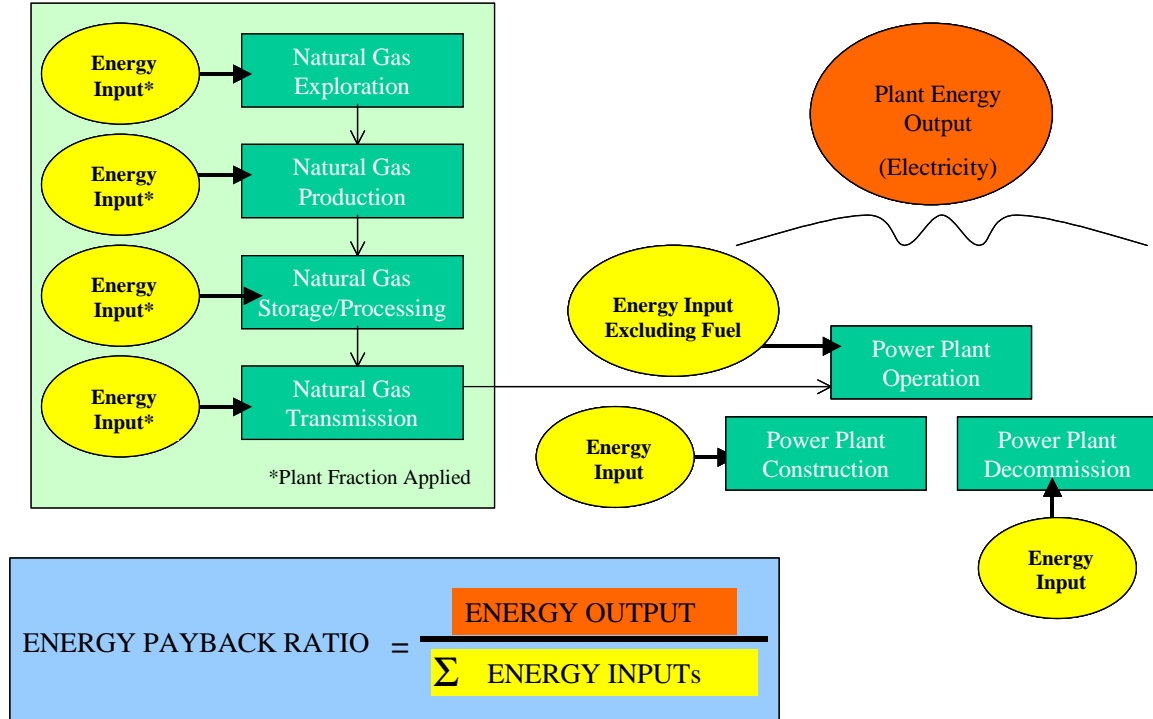 Energy
Input*
Natural Gas
Exploration
Energy
Input*
Natural Gas
Production
Energy
Input*
Natural Gas
Storage/Processing
Energy
Input*
Natural Gas
Transmission
*Plant Fraction Applied
Plant Energy
Output
(Electricity)
Energy Input
Excluding Fuel
Power Plant
Operation
Energy
Input
Power Plant
Construction
Power Plant
Decommission
Energy
Input
ENERGY PAYBACK RATIO =
ENERGY OUTPUT
Σ ENERGY INPUTs